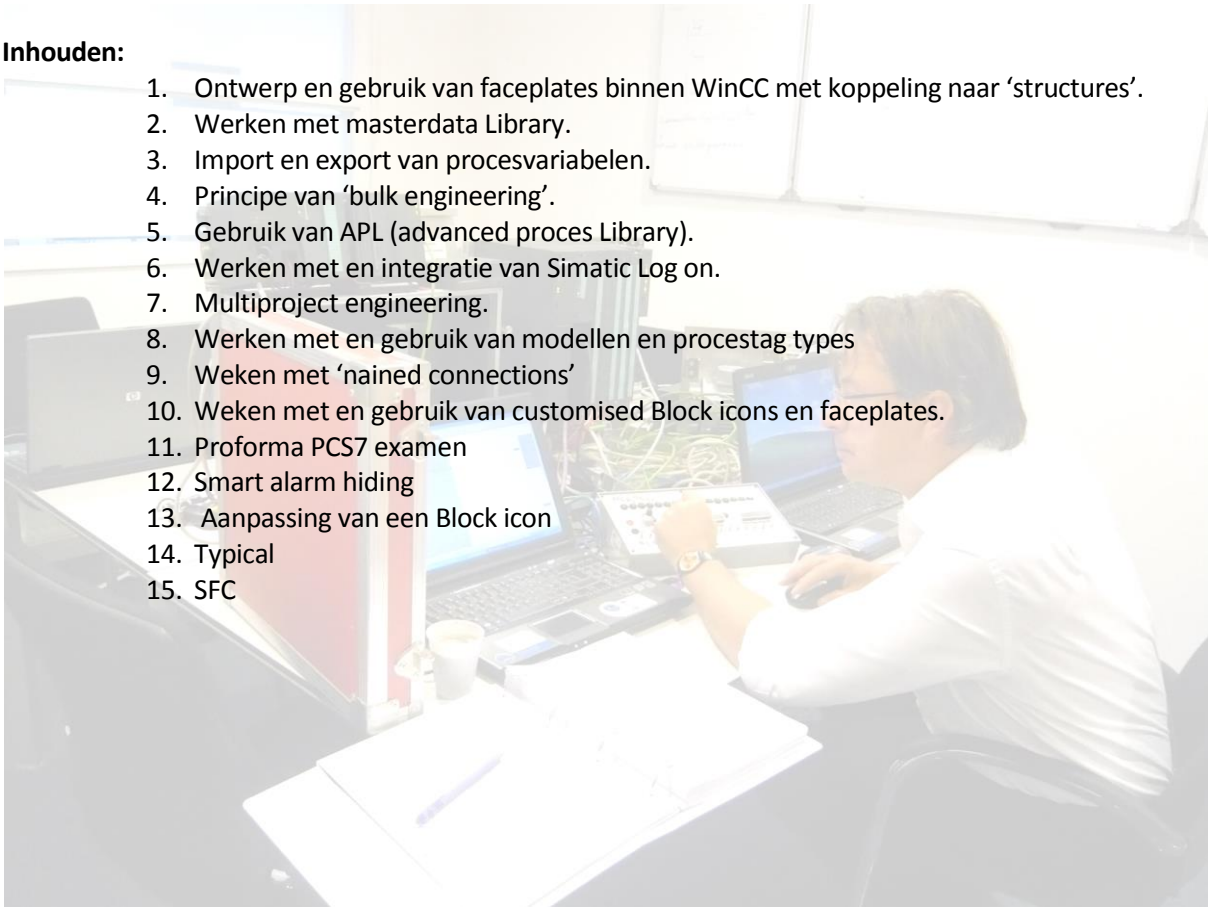 Inhouden:
1. Ontwerp en gebruik van faceplates binnen WinCC met koppeling naar ‘structures’.
2. Werken met masterdata Library.
3. Import en export van procesvariabelen.
4. Principe van ‘bulk engineering’.
5. Gebruik van APL (advanced proces Library).
6. Werken met en integratie van Simatic Log on.
7. Multiproject engineering.
8. Werken met en gebruik van modellen en procestag types
9. Weken met ‘nained connections’
10. Weken met en gebruik van customised Block icons en faceplates.
11. Proforma PCS7 examen
12. Smart alarm hiding
13. Aanpassing van een Block icon
14. Typical
15. SFC